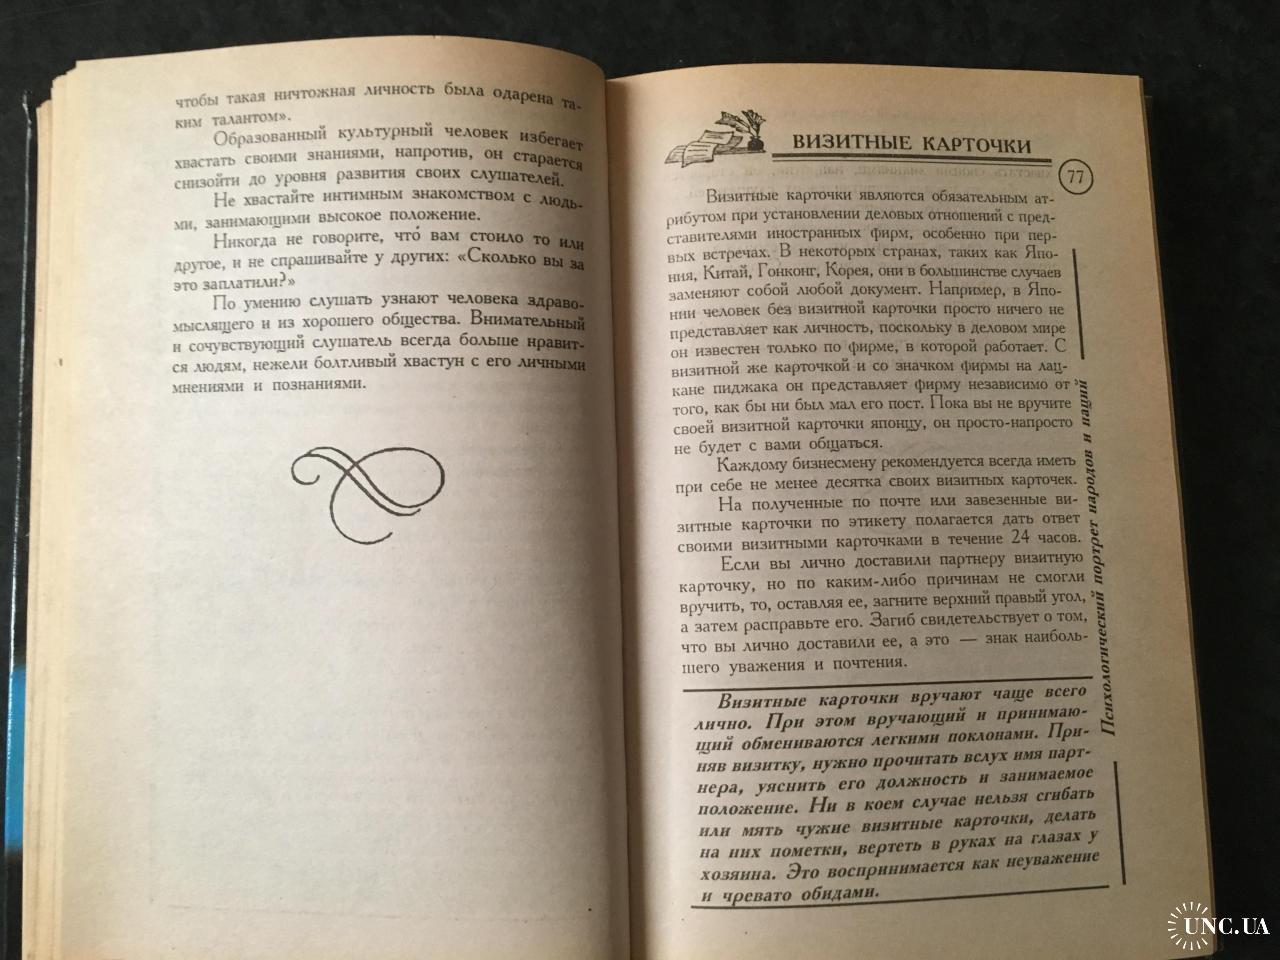 чтобы такая ничтожная личность была одарена та-
ким талантом».
Образованный культурный человек избегает
хвастать своими знаниями, напротив, он старается
снизойти до уровня развития своих слушателей.
Не хвастайте интимным знакомством с людь-
ми, занимающими высокое положение.
Никогда не говорите, что́ вам стоило то или
другое, и не спрашивайте у других: «Сколько вы за
это заплатили?»
По умению слушать узнают человека здраво-
мыслящего и из хорошего общества. Внимательный
и сочувствующий слушатель всегда больше нравит-
ся людям, нежели болтливый хвастун с его личными
мнениями и познаниями.
ВИЗИТНЫЕ КАРТОЧКИ
77
Визитные карточки являются обязательным ат-
рибутом при установлении деловых отношений с пред-
ставителями иностранных фирм, особенно при пер-
вых встречах. В некоторых странах, таких как Япо-
ния, Китай, Гонконг, Корея, они в большинстве случаев
заменяют собой любой документ. Например, в Япо-
нии человек без визитной карточки просто ничего не
представляет как личность, поскольку в деловом мире
он известен только по фирме, в которой работает. С
визитной же карточкой и со значком фирмы на лац-
кане пиджака он представляет фирму независимо от
того, как бы ни был мал его пост. Пока вы не вручите
своей визитной карточки японцу, он просто-напросто
не будет с вами общаться.
Каждому бизнесмену рекомендуется всегда иметь
при себе не менее десятка своих визитных карточек.
На полученные по почте или завезенные ви-
зитные карточки по этикету полагается дать ответ
своими визитными карточками в течение 24 часов.
Если вы лично доставили партнеру визитную
карточку, но по каким-либо причинам не смогли
вручить, то, оставляя ее, загните верхний правый угол,
а затем расправьте его. Загиб свидетельствует о том,
что вы лично доставили ее, а это — знак наиболь-
шего уважения и почтения.
Визитные карточки вручают чаще всего
лично. При этом вручающий и принимаю-
щий обмениваются легкими поклонами. При-
няв визитку, нужно прочитать вслух имя парт-
нера, уяснить его должность и занимаемое
положение. Ни в коем случае нельзя сгибать
или мять чужие визитные карточки, делать
на них пометки, вертеть в руках на глазах у
хозяина. Это воспринимается как неуважение
и чревато обидами.
Психологический портрет народов и наций
UNC.UA